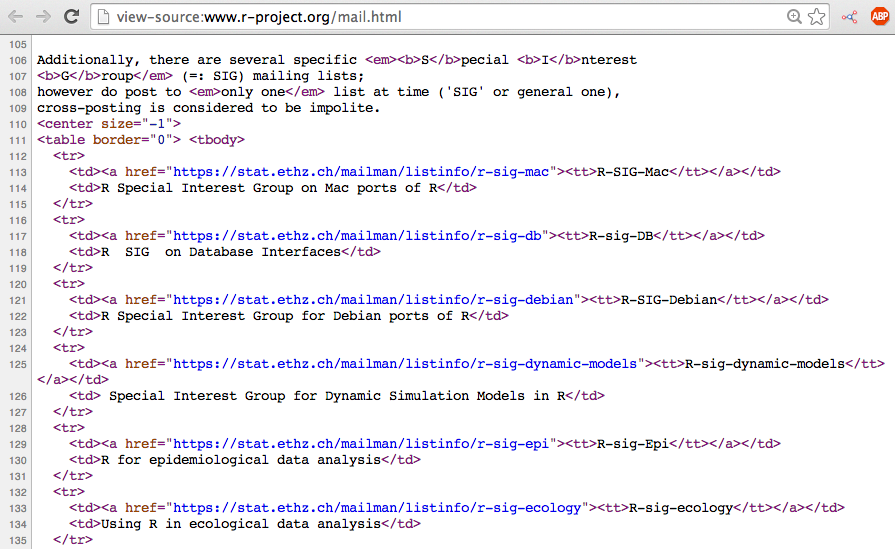 view-source:www.r-project.org/mail.html
ABP
105
106 Additionally, there are several specific <em><b>S</b>pecial <b>I</b>nterest
107 <b>G</b>roup</em> (=: SIG) mailing lists;
108 however do post to <em>only one</em> list at time ('SIG' or general one),
109 cross-posting is considered to be impolite.
110 <center size="-1">
111 <table border="0"> <tbody>
112   <tr>
113     <td><a href="https://stat.ethz.ch/mailman/listinfo/r-sig-mac"><tt>R-SIG-Mac</tt></a></td>
114     <td>R Special Interest Group on Mac ports of R</td>
115   </tr>
116   <tr>
117     <td><a href="https://stat.ethz.ch/mailman/listinfo/r-sig-db"><tt>R-sig-DB</tt></a></td>
118     <td>R  SIG  on Database Interfaces</td>
119   </tr>
120   <tr>
121     <td><a href="https://stat.ethz.ch/mailman/listinfo/r-sig-debian"><tt>R-SIG-Debian</tt></a></td>
122     <td>R Special Interest Group for Debian ports of R</td>
123   </tr>
124   <tr>
125     <td><a href="https://stat.ethz.ch/mailman/listinfo/r-sig-dynamic-models"><tt>R-sig-dynamic-models</tt>
</a></td>
126     <td> Special Interest Group for Dynamic Simulation Models in R</td>
127   </tr>
128   <tr>
129     <td><a href="https://stat.ethz.ch/mailman/listinfo/r-sig-epi"><tt>R-sig-Epi</tt></a></td>
130     <td>R for epidemiological data analysis</td>
131   </tr>
132   <tr>
133     <td><a href="https://stat.ethz.ch/mailman/listinfo/r-sig-ecology"><tt>R-sig-ecology</tt></a></td>
134     <td>Using R in ecological data analysis</td>
135   </tr>